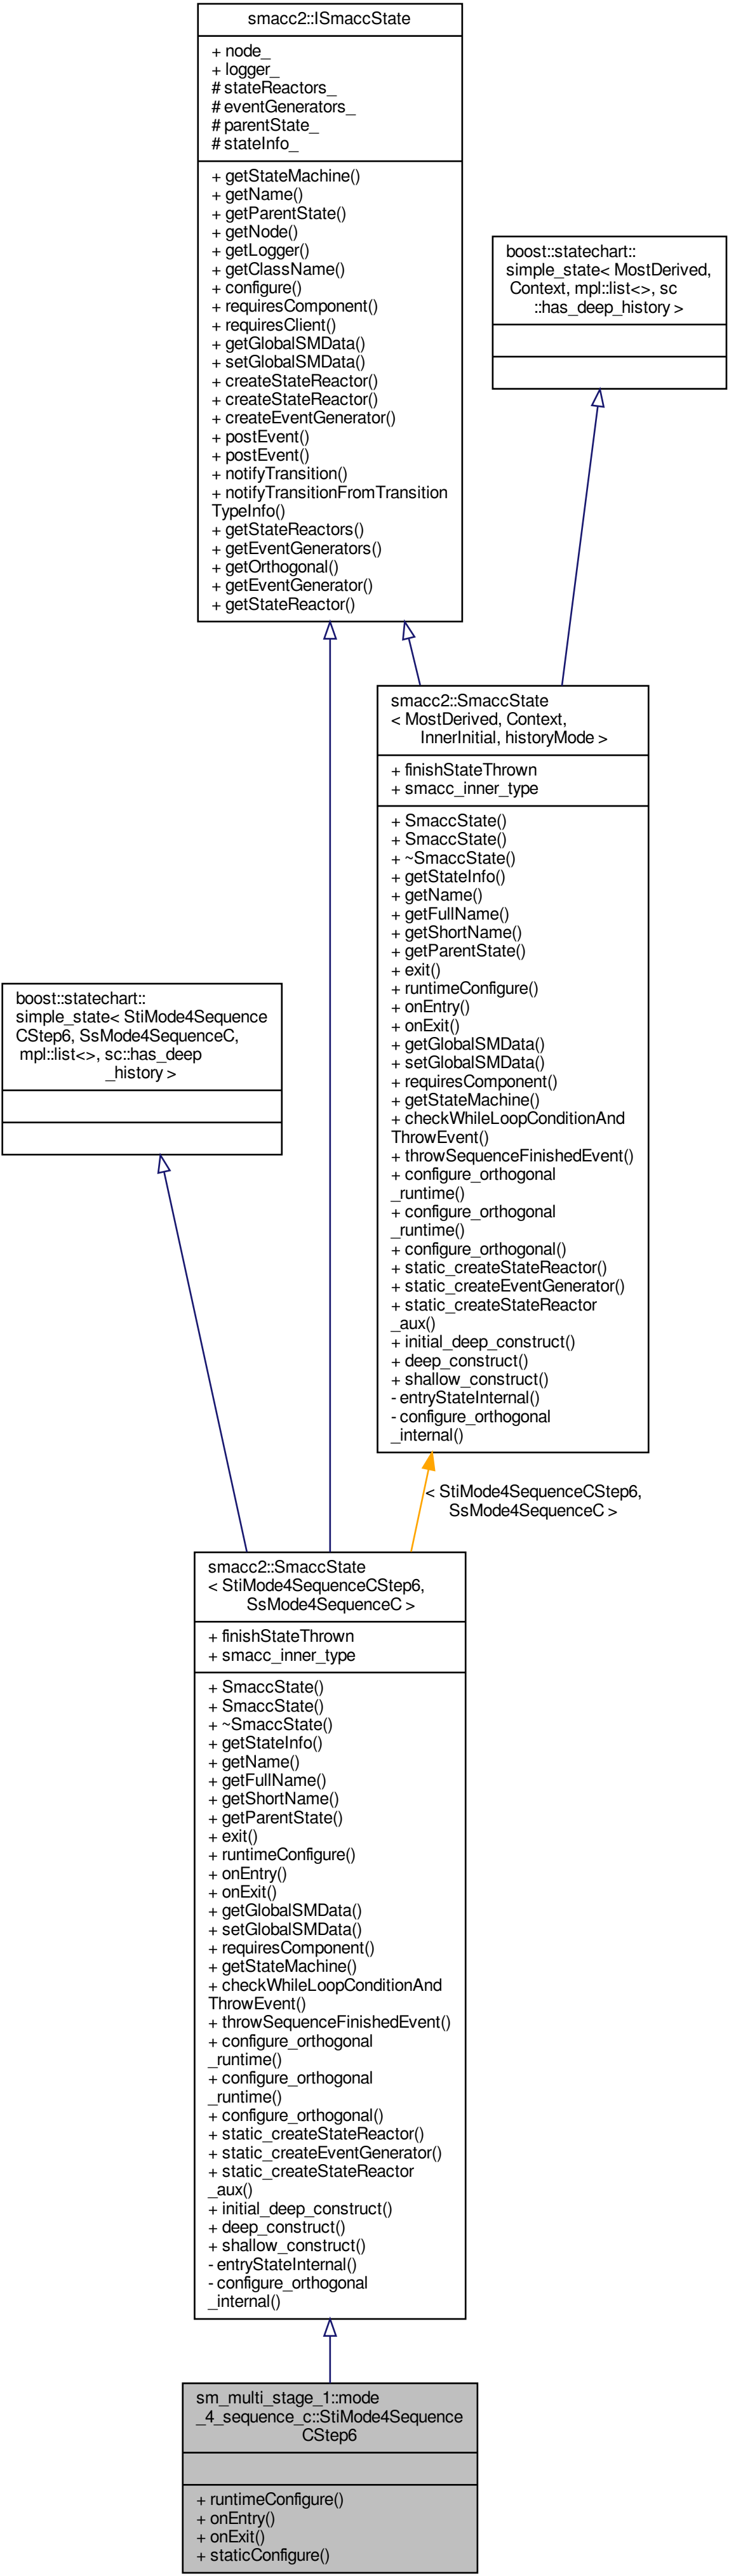 smacc2::ISmaccState
+ node_
+ logger_
# stateReactors_
# eventGenerators_
# parentState_
# stateInfo_
+ getStateMachine()
+ getName()
+ getParentState()
+ getNode()
+ getLogger()
+ getClassName()
+ configure()
+ requiresComponent()
+ requiresClient()
+ getGlobalSMData()
+ setGlobalSMData()
+ createStateReactor()
+ createStateReactor()
+ createEventGenerator()
+ postEvent()
+ postEvent()
+ notifyTransition()
+ notifyTransitionFromTransition
TypeInfo()
+ getStateReactors()
+ getEventGenerators()
+ getOrthogonal()
+ getEventGenerator()
+ getStateReactor()
boost::statechart::
simple_state< MostDerived,
Context, mpl::list<>, sc
::has_deep_history >
smacc2::SmaccState
< MostDerived, Context,
InnerInitial, historyMode >
+ finishStateThrown
+ smacc_inner_type
+ SmaccState()
+ SmaccState()
+ ~SmaccState()
+ getStateInfo()
+ getName()
+ getFullName()
+ getShortName()
+ getParentState()
+ exit()
+ runtimeConfigure()
+ onEntry()
+ onExit()
+ getGlobalSMData()
+ setGlobalSMData()
+ requiresComponent()
+ getStateMachine()
+ checkWhileLoopConditionAnd
ThrowEvent()
+ throwSequenceFinishedEvent()
+ configure_orthogonal
_runtime()
+ configure_orthogonal
_runtime()
+ configure_orthogonal()
+ static_createStateReactor()
+ static_createEventGenerator()
+ static_createStateReactor
_aux()
+ initial_deep_construct()
+ deep_construct()
+ shallow_construct()
- entryStateInternal()
- configure_orthogonal
_internal()
boost::statechart::
simple_state< StiMode4Sequence
CStep6, SsMode4SequenceC,
mpl::list<>, sc::has_deep
_history >
< StiMode4SequenceCStep6,
SsMode4SequenceC >
smacc2::SmaccState
< StiMode4SequenceCStep6,
SsMode4SequenceC >
+ finishStateThrown
+ smacc_inner_type
+ SmaccState()
+ SmaccState()
+ ~SmaccState()
+ getStateInfo()
+ getName()
+ getFullName()
+ getShortName()
+ getParentState()
+ exit()
+ runtimeConfigure()
+ onEntry()
+ onExit()
+ getGlobalSMData()
+ setGlobalSMData()
+ requiresComponent()
+ getStateMachine()
+ checkWhileLoopConditionAnd
ThrowEvent()
+ throwSequenceFinishedEvent()
+ configure_orthogonal
_runtime()
+ configure_orthogonal
_runtime()
+ configure_orthogonal()
+ static_createStateReactor()
+ static_createEventGenerator()
+ static_createStateReactor
_aux()
+ initial_deep_construct()
+ deep_construct()
+ shallow_construct()
- entryStateInternal()
- configure_orthogonal
_internal()
sm_multi_stage_1::mode
_4_sequence_c::StiMode4Sequence
CStep6
+ runtimeConfigure()
+ onEntry()
+ onExit()
+ staticConfigure()